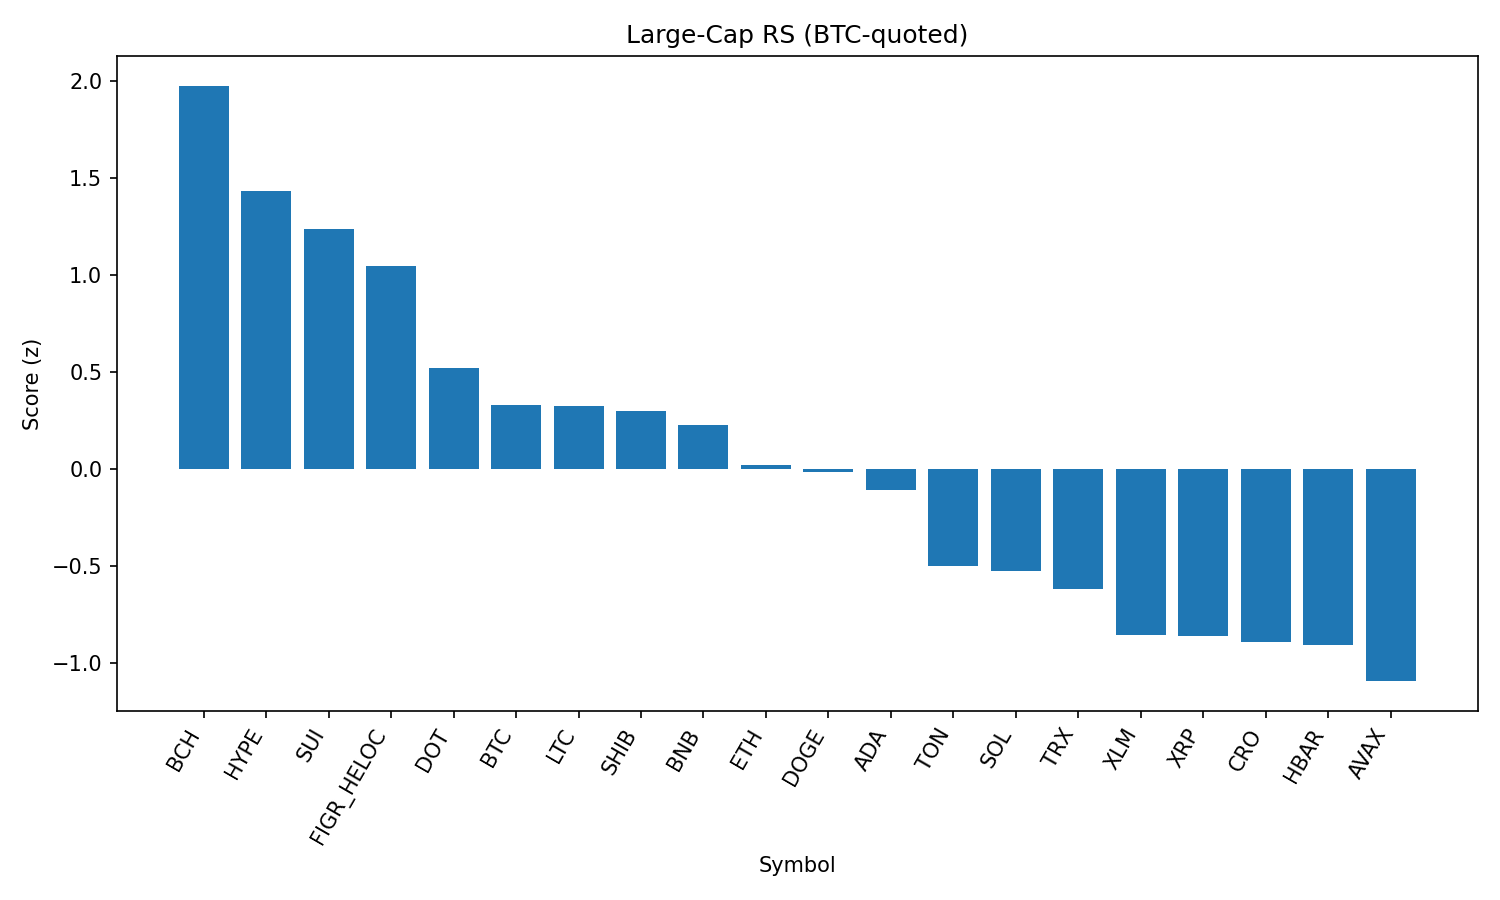 Large-Cap RS (BTC-quoted)
Score (z)
2.0
1.5
1.0
0.5
0.0
−0.5
−1.0
BCH
HYPE
SUI
FIGR_HELOC
DOT
BTC
LTC
SHIB
BNB
ETH
DOGE
ADA
TON
SOL
TRX
XLM
XRP
CRO
HBAR
AVAX
Symbol